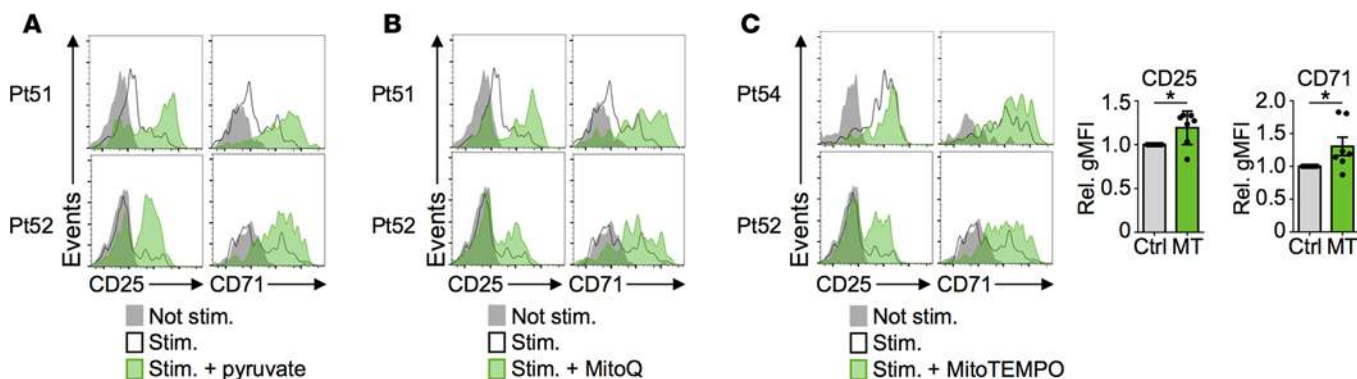 A
B
C
Pt51
Pt52
Events
CD25
CD71
Not stim.
Stim.
Stim. + pyruvate
Pt51
Pt52
Events
CD25
CD71
Not stim.
Stim.
Stim. + MitoQ
Pt54
Pt52
Events
CD25
CD71
Not stim.
Stim.
Stim. + MitoTEMPO
CD25
*
Rel. gMFI
1.5
1.0
0.5
0
Ctrl MT
CD71
*
Rel. gMFI
2.0
1.5
1.0
0.5
0
Ctrl MT